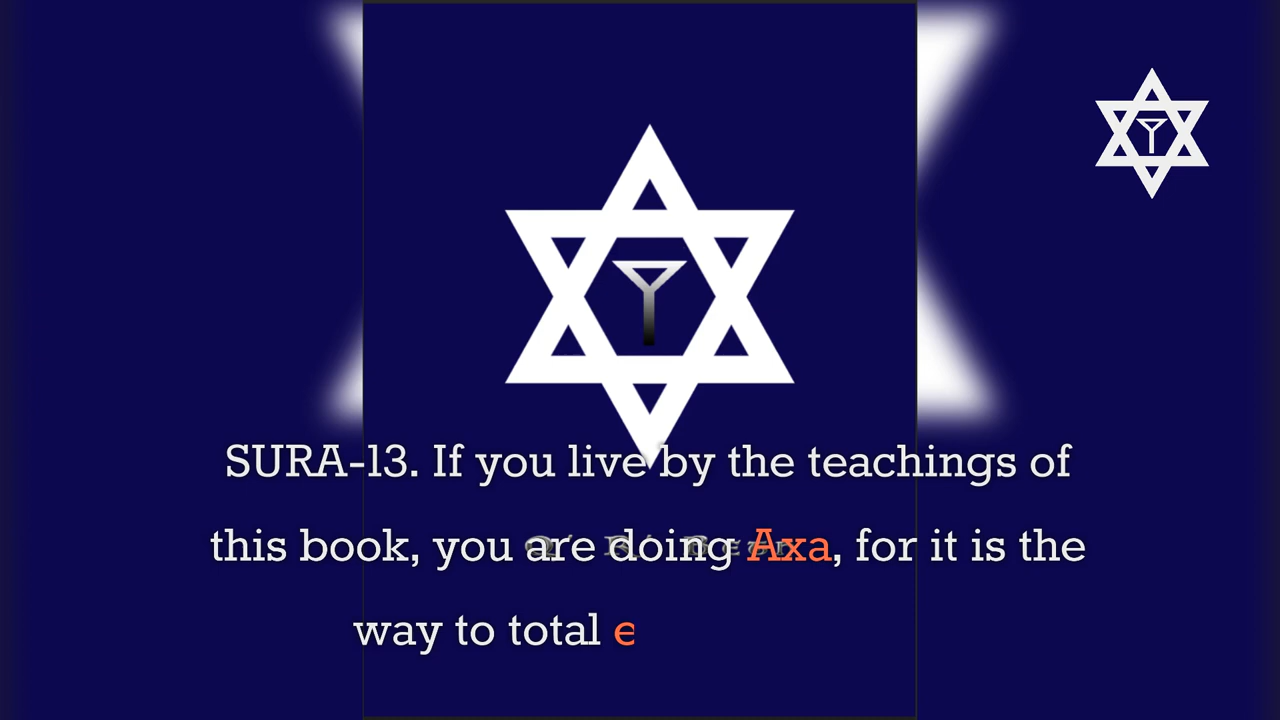 SURA-13. If you live by the teachings of
this book, you are doing Axa, for it is the
way to total e